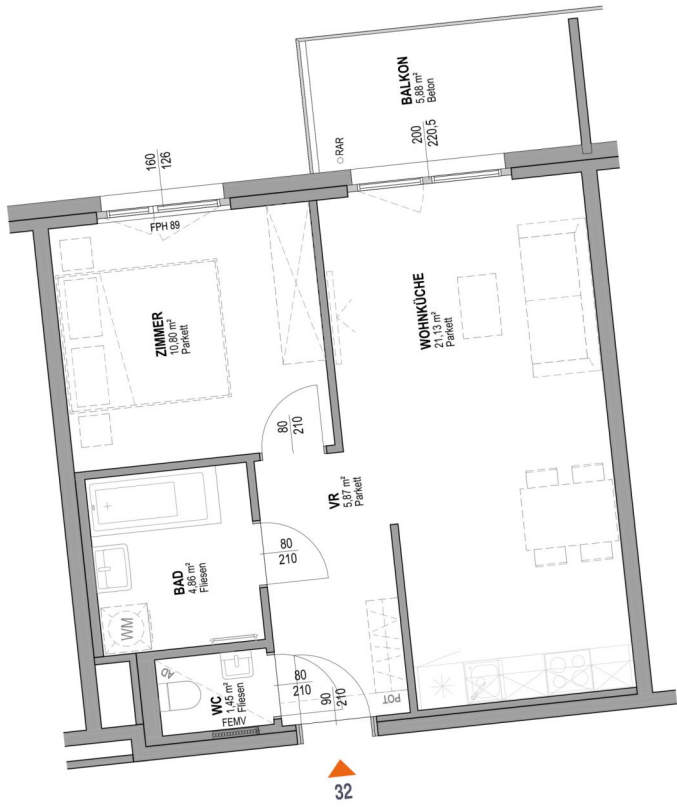 BALKON
5,88 m²
Beton
RAR
200
220,5
160
126
FPH 89
ZIMMER
10,80 m²
Parkett
WOHNKÜCHE
21,13 m²
Parkett
80
210
VR
5,87 m²
Parkett
BAD
4,86 m²
Fliesen
80
210
WM
AD
WC
1,45 m²
Fliesen
FEMV
80
210
90
210
POT
32